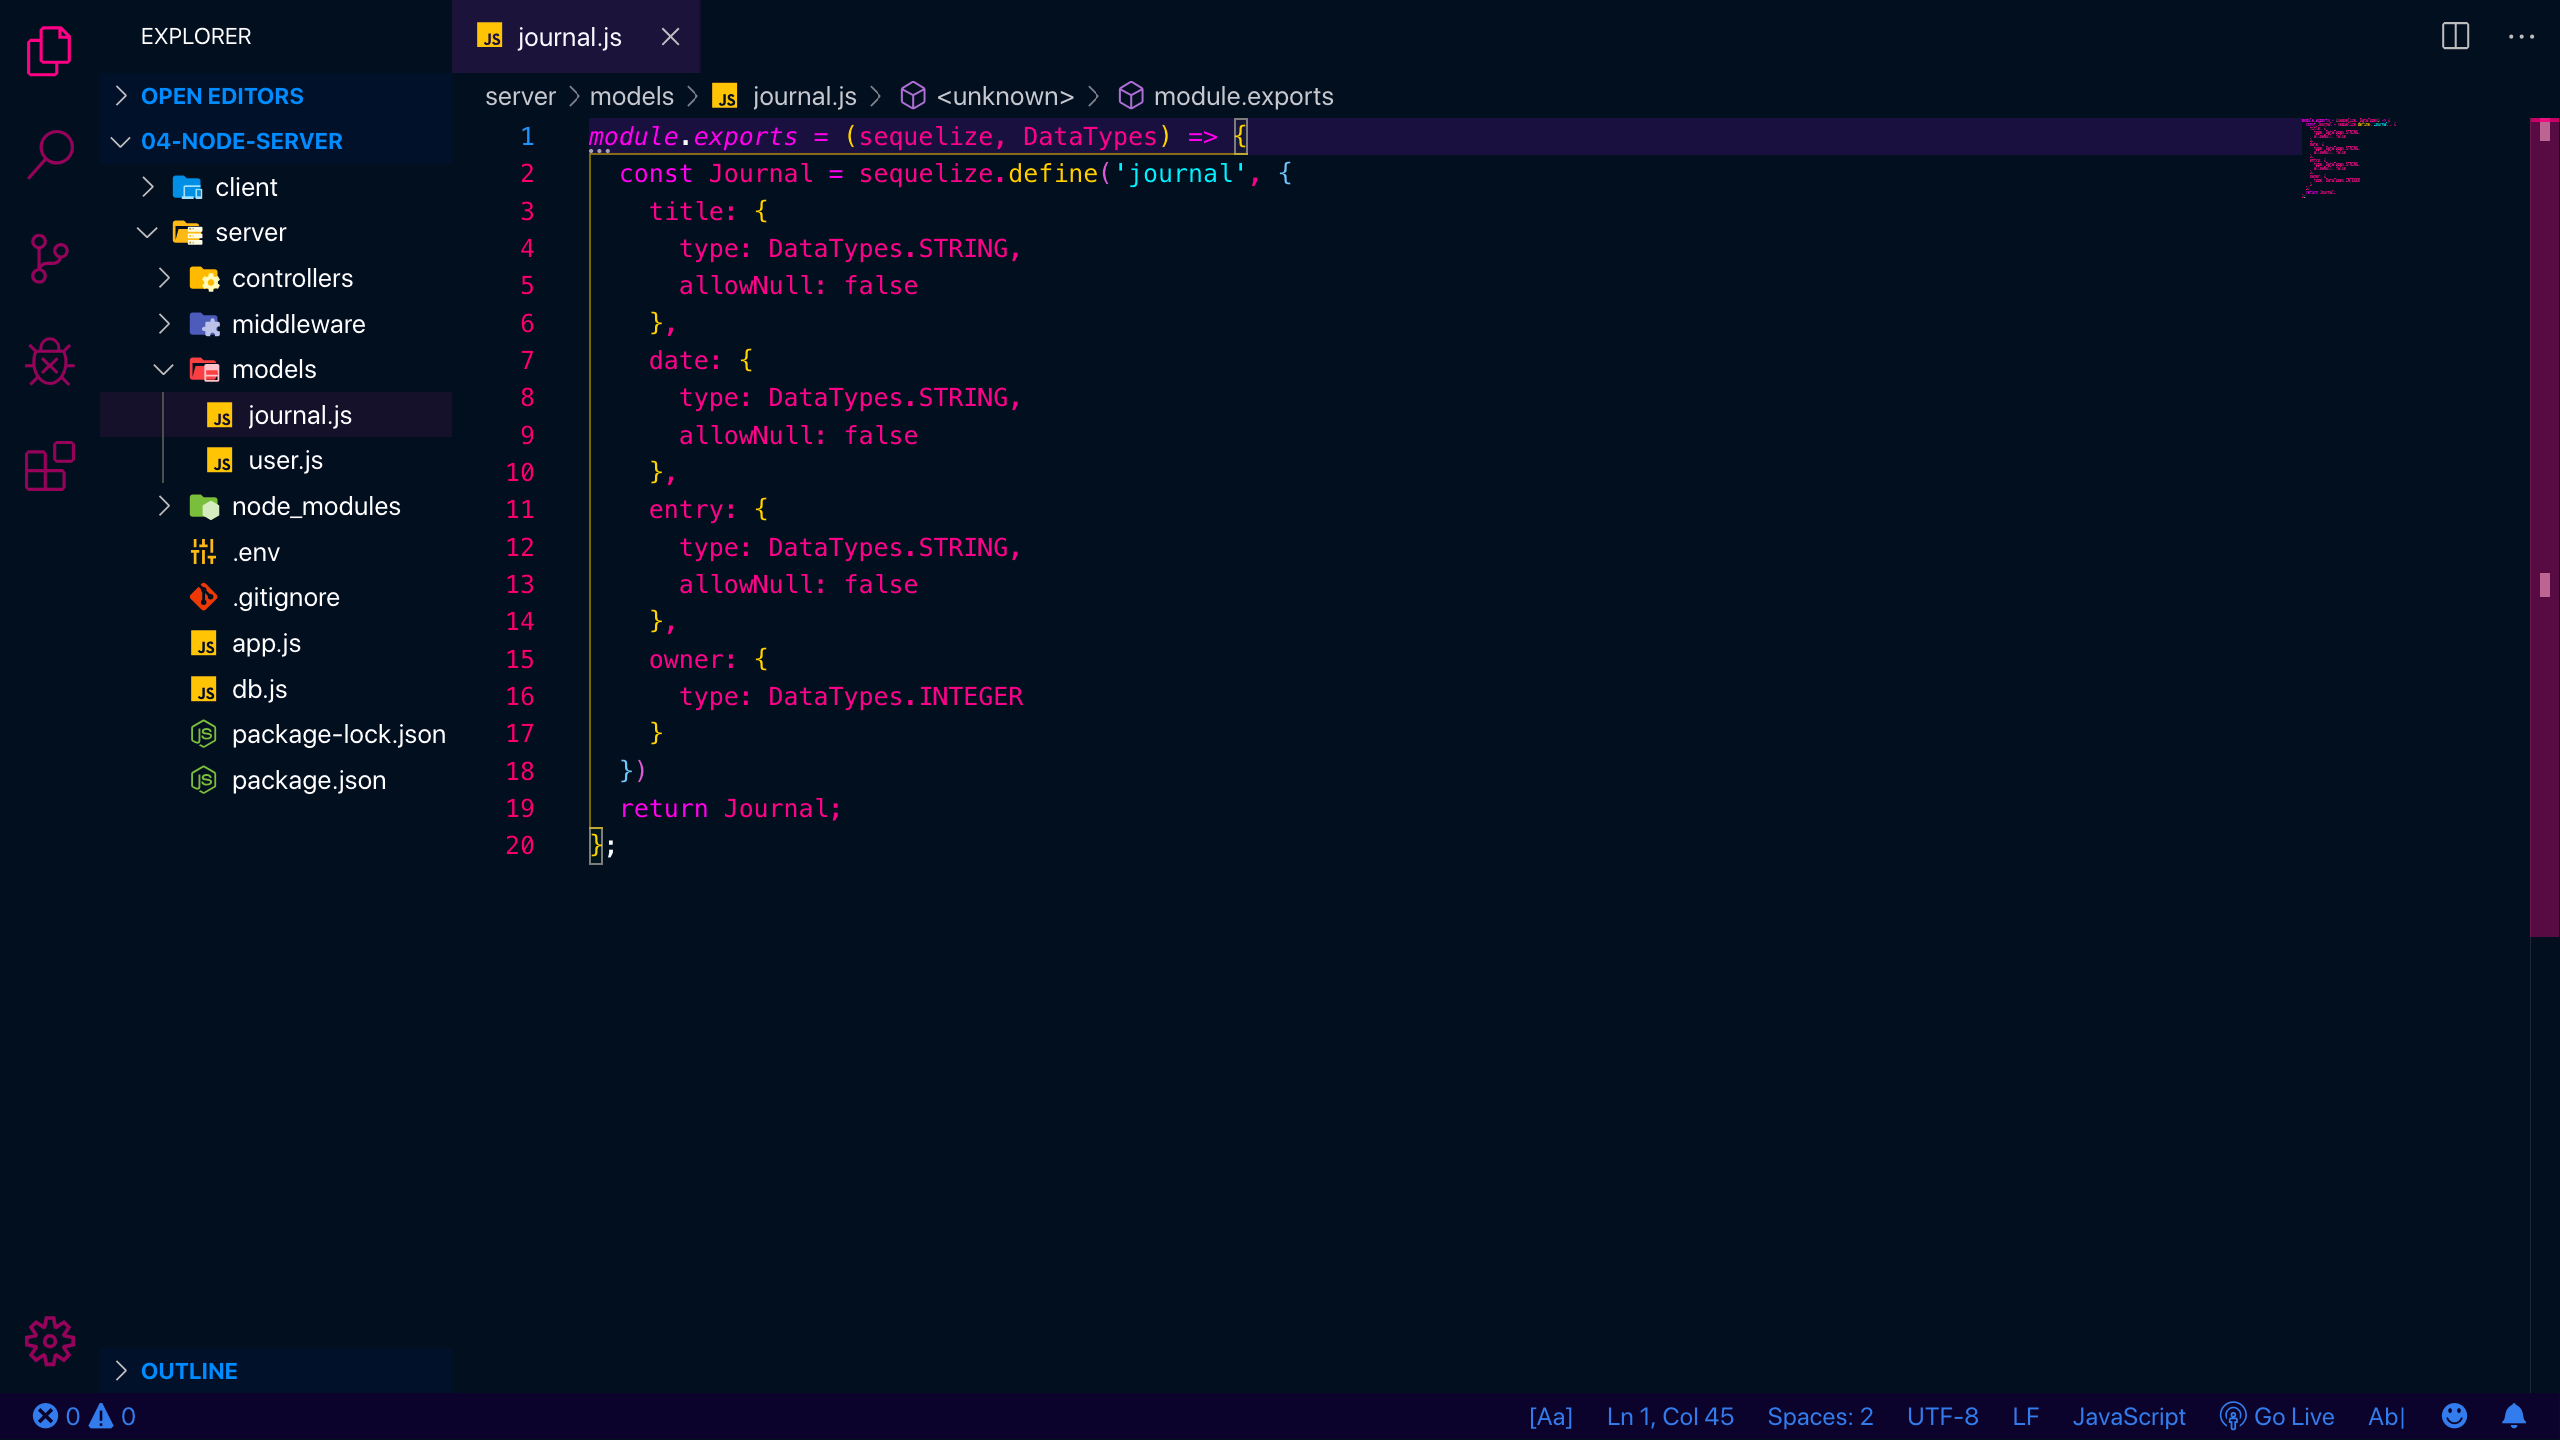 EXPLORER
OPEN EDITORS
04-NODE-SERVER
client
server
controllers
middleware
models
journal.js
user.js
node_modules
.env
.gitignore
app.js
db.js
package-lock.json
package.json
OUTLINE
journal.js
server > models > journal.js > <unknown> > module.exports
1 module.exports = (sequelize, DataTypes) => {
2   const Journal = sequelize.define('journal', {
3     title: {
4       type: DataTypes.STRING,
5       allowNull: false
6     },
7     date: {
8       type: DataTypes.STRING,
9       allowNull: false
10     },
11     entry: {
12       type: DataTypes.STRING,
13       allowNull: false
14     },
15     owner: {
16       type: DataTypes.INTEGER
17     }
18   })
19   return Journal;
20 };
0 0 [Aa] Ln 1, Col 45 Spaces: 2 UTF-8 LF JavaScript Go Live Ab|